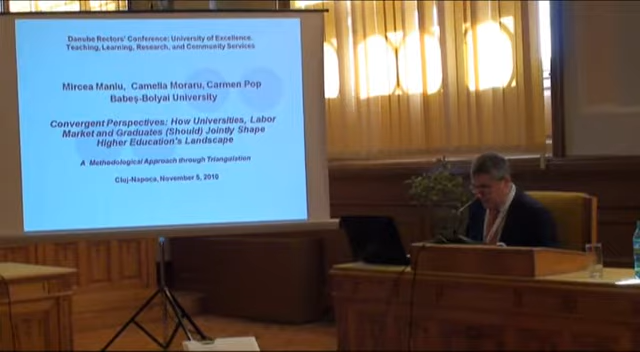 Danube Rectors' Conference: University of Excellence.
Teaching, Learning, Research, and Community Services
Mircea Maniu, Camelia Moraru, Carmen Pop
Babeş-Bolyai University
Convergent Perspectives: How Universities, Labor
Market and Graduates (Should) Jointly Shape
Higher Education's Landscape
A Methodological Approach through Triangulation
Cluj-Napoca, November 5, 2010